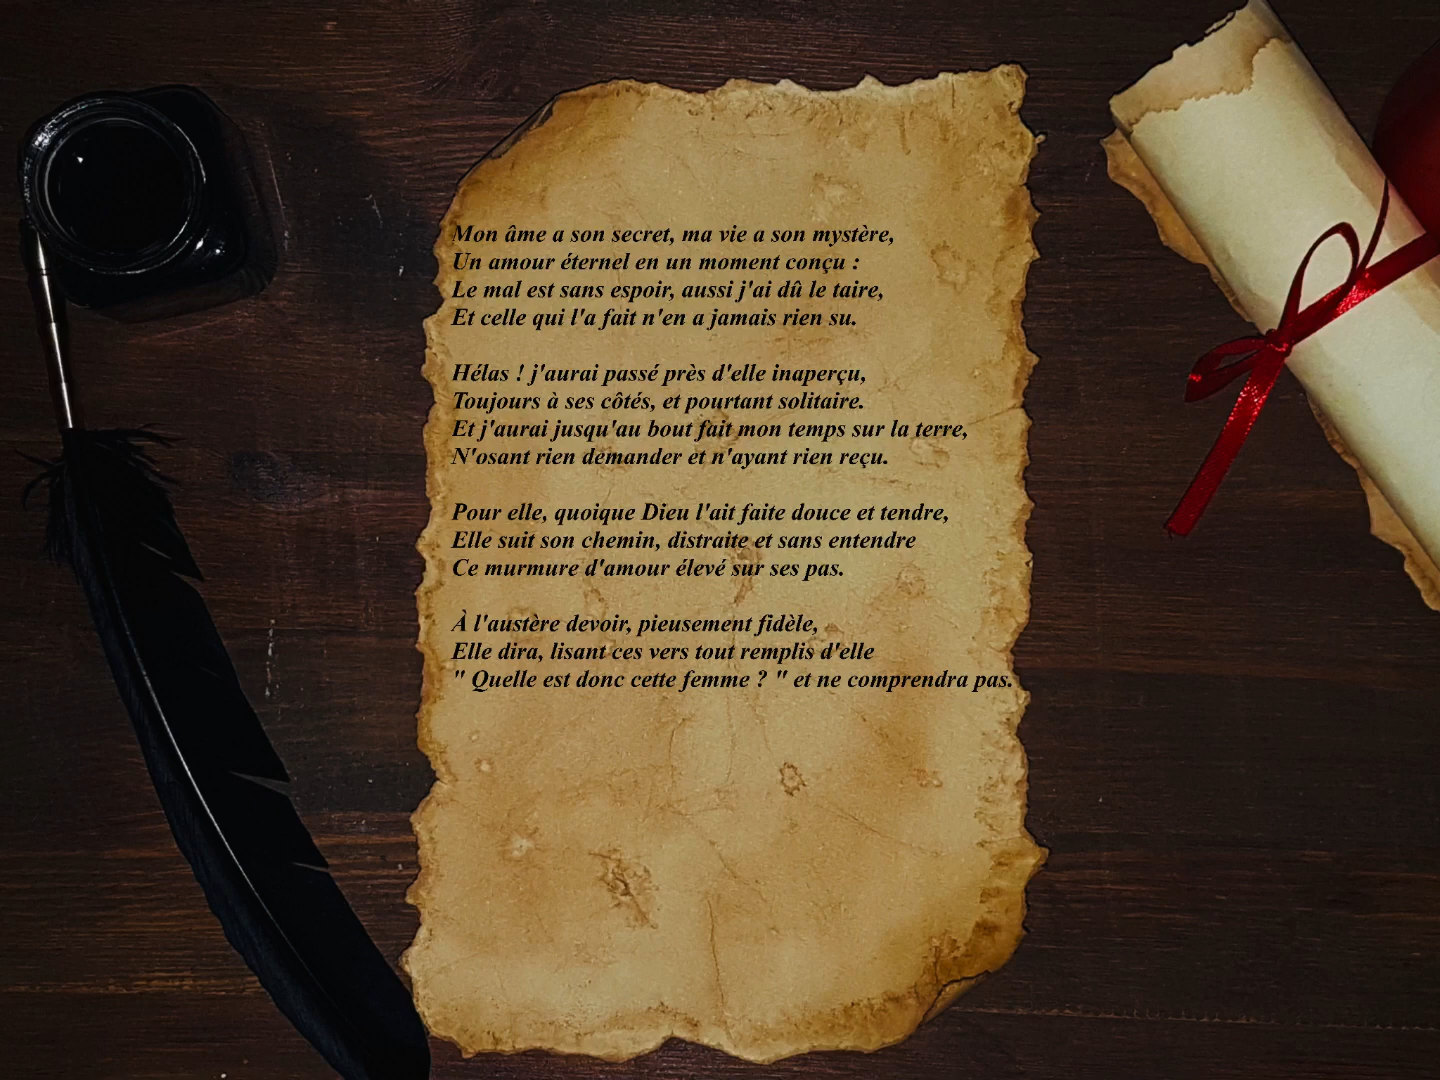 Mon âme a son secret, ma vie a son mystère,
Un amour éternel en un moment conçu :
Le mal est sans espoir, aussi j'ai dû le taire,
Et celle qui l'a fait n'en a jamais rien su.
Hélas ! j'aurai passé près d'elle inaperçu,
Toujours à ses côtés, et pourtant solitaire.
Et j'aurai jusqu'au bout fait mon temps sur la terre,
N'osant rien demander et n'ayant rien reçu.
Pour elle, quoique Dieu l'ait faite douce et tendre,
Elle suit son chemin, distraite et sans entendre
Ce murmure d'amour élevé sur ses pas.
À l'austère devoir, pieusement fidèle,
Elle dira, lisant ces vers tout remplis d'elle
" Quelle est donc cette femme ? " et ne comprendra pas.